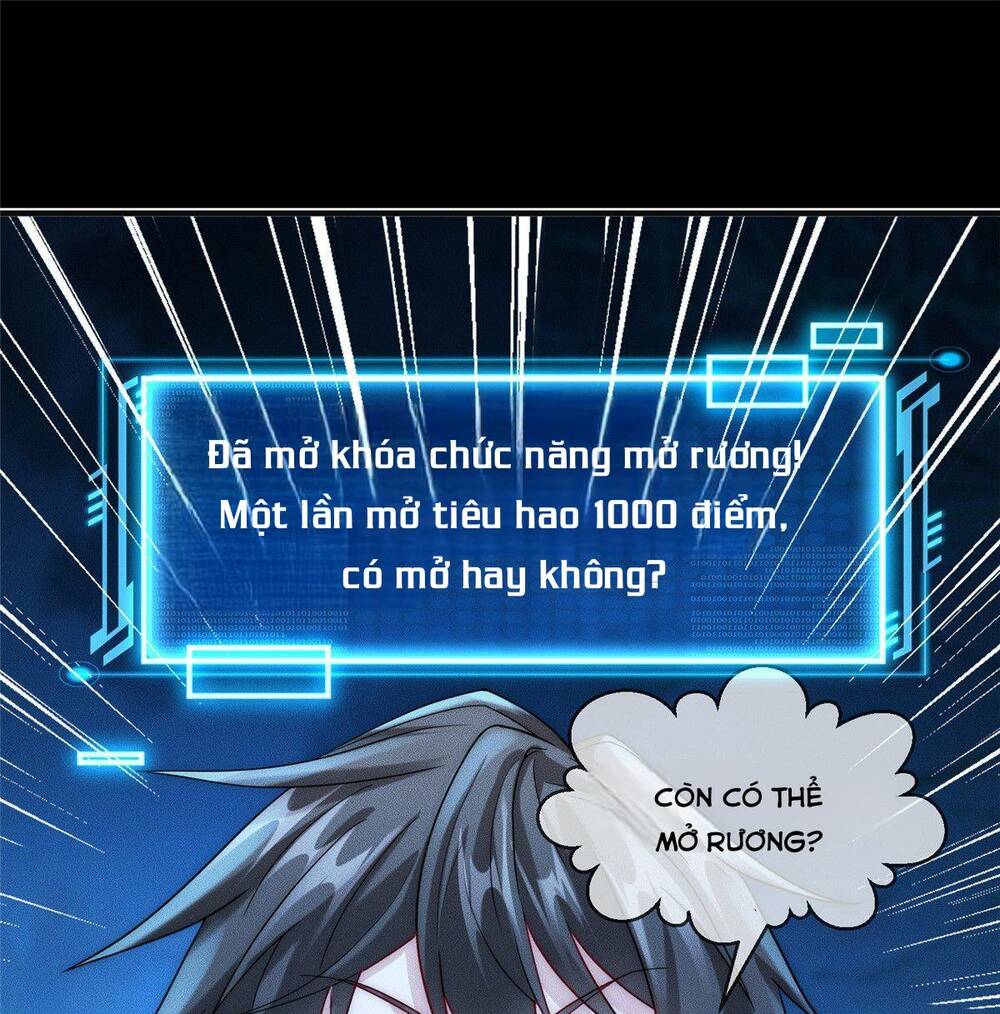 Đã mở khóa chức năng mở rương!
Một lần mở tiêu hao 1000 điểm,
có mở hay không?
CÒN CÓ THỂ
MỞ RƯƠNG?